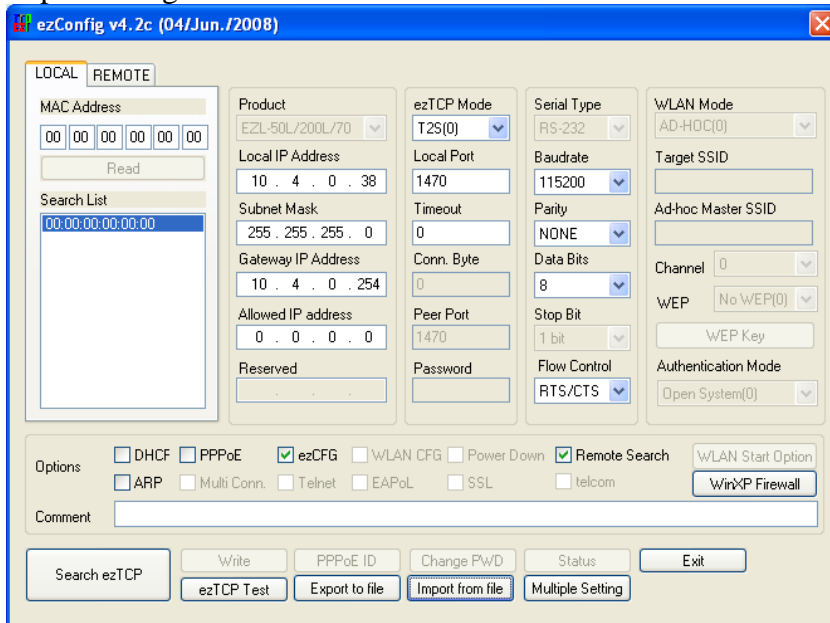 ezConfig v4.2c (04/Jun./2008)
LOCAL REMOTE
MAC Address
00 00 00 00 00 00
Read
Search List
00:00:00:00:00:00
Product
EZL-50L/200L/70
Local IP Address
10 . 4 . 0 . 38
Subnet Mask
255 . 255 . 255 . 0
Gateway IP Address
10 . 4 . 0 . 254
Allowed IP address
0 . 0 . 0 . 0
Reserved
. . .
ezTCP Mode
T2S(0)
Local Port
1470
Timeout
0
Conn. Byte
0
Peer Port
1470
Password
Serial Type
RS-232
Baudrate
115200
Parity
NONE
Data Bits
8
Stop Bit
1 bit
Flow Control
RTS/CTS
WLAN Mode
AD-HOC(0)
Target SSID
Ad-hoc Master SSID
Channel 0
WEP No WEP(0)
WEP Key
Authentication Mode
Open System(0)
Options
DHCF PPPoE ezCFG WLAN CFG Power Down Remote Search WLAN Start Option
ARP Multi Conn. Telnet EAPoL SSL telcom WinXP Firewall
Comment
Search ezTCP
Write PPPoE ID Change PWD Status Exit
ezTCP Test Export to file Import from file Multiple Setting